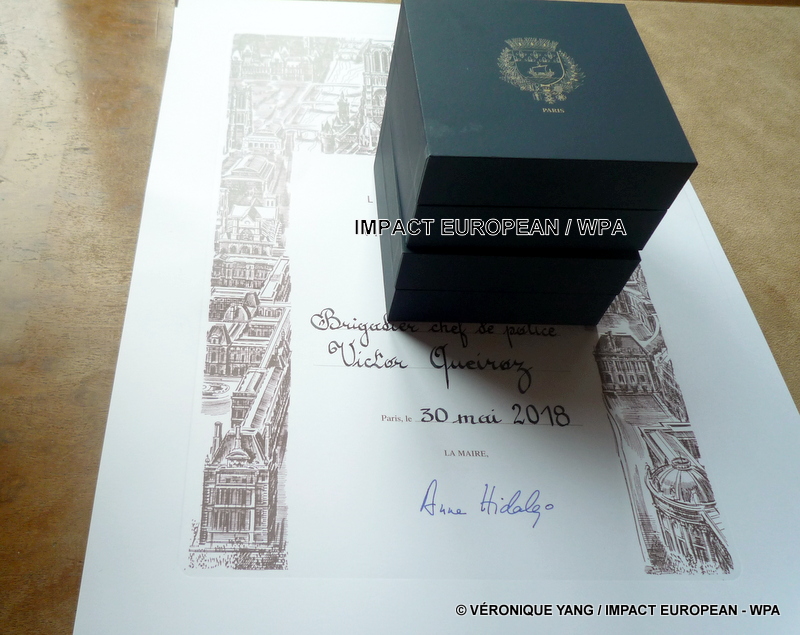 PARIS
L
IMPACT EUROPEAN / WPA
Brigadier chef de police
Victor Queiroz
Paris, le 30 mai 2018
LA MAIRE,
Anne Hidalgo
© VÉRONIQUE YANG / IMPACT EUROPEAN - WPA